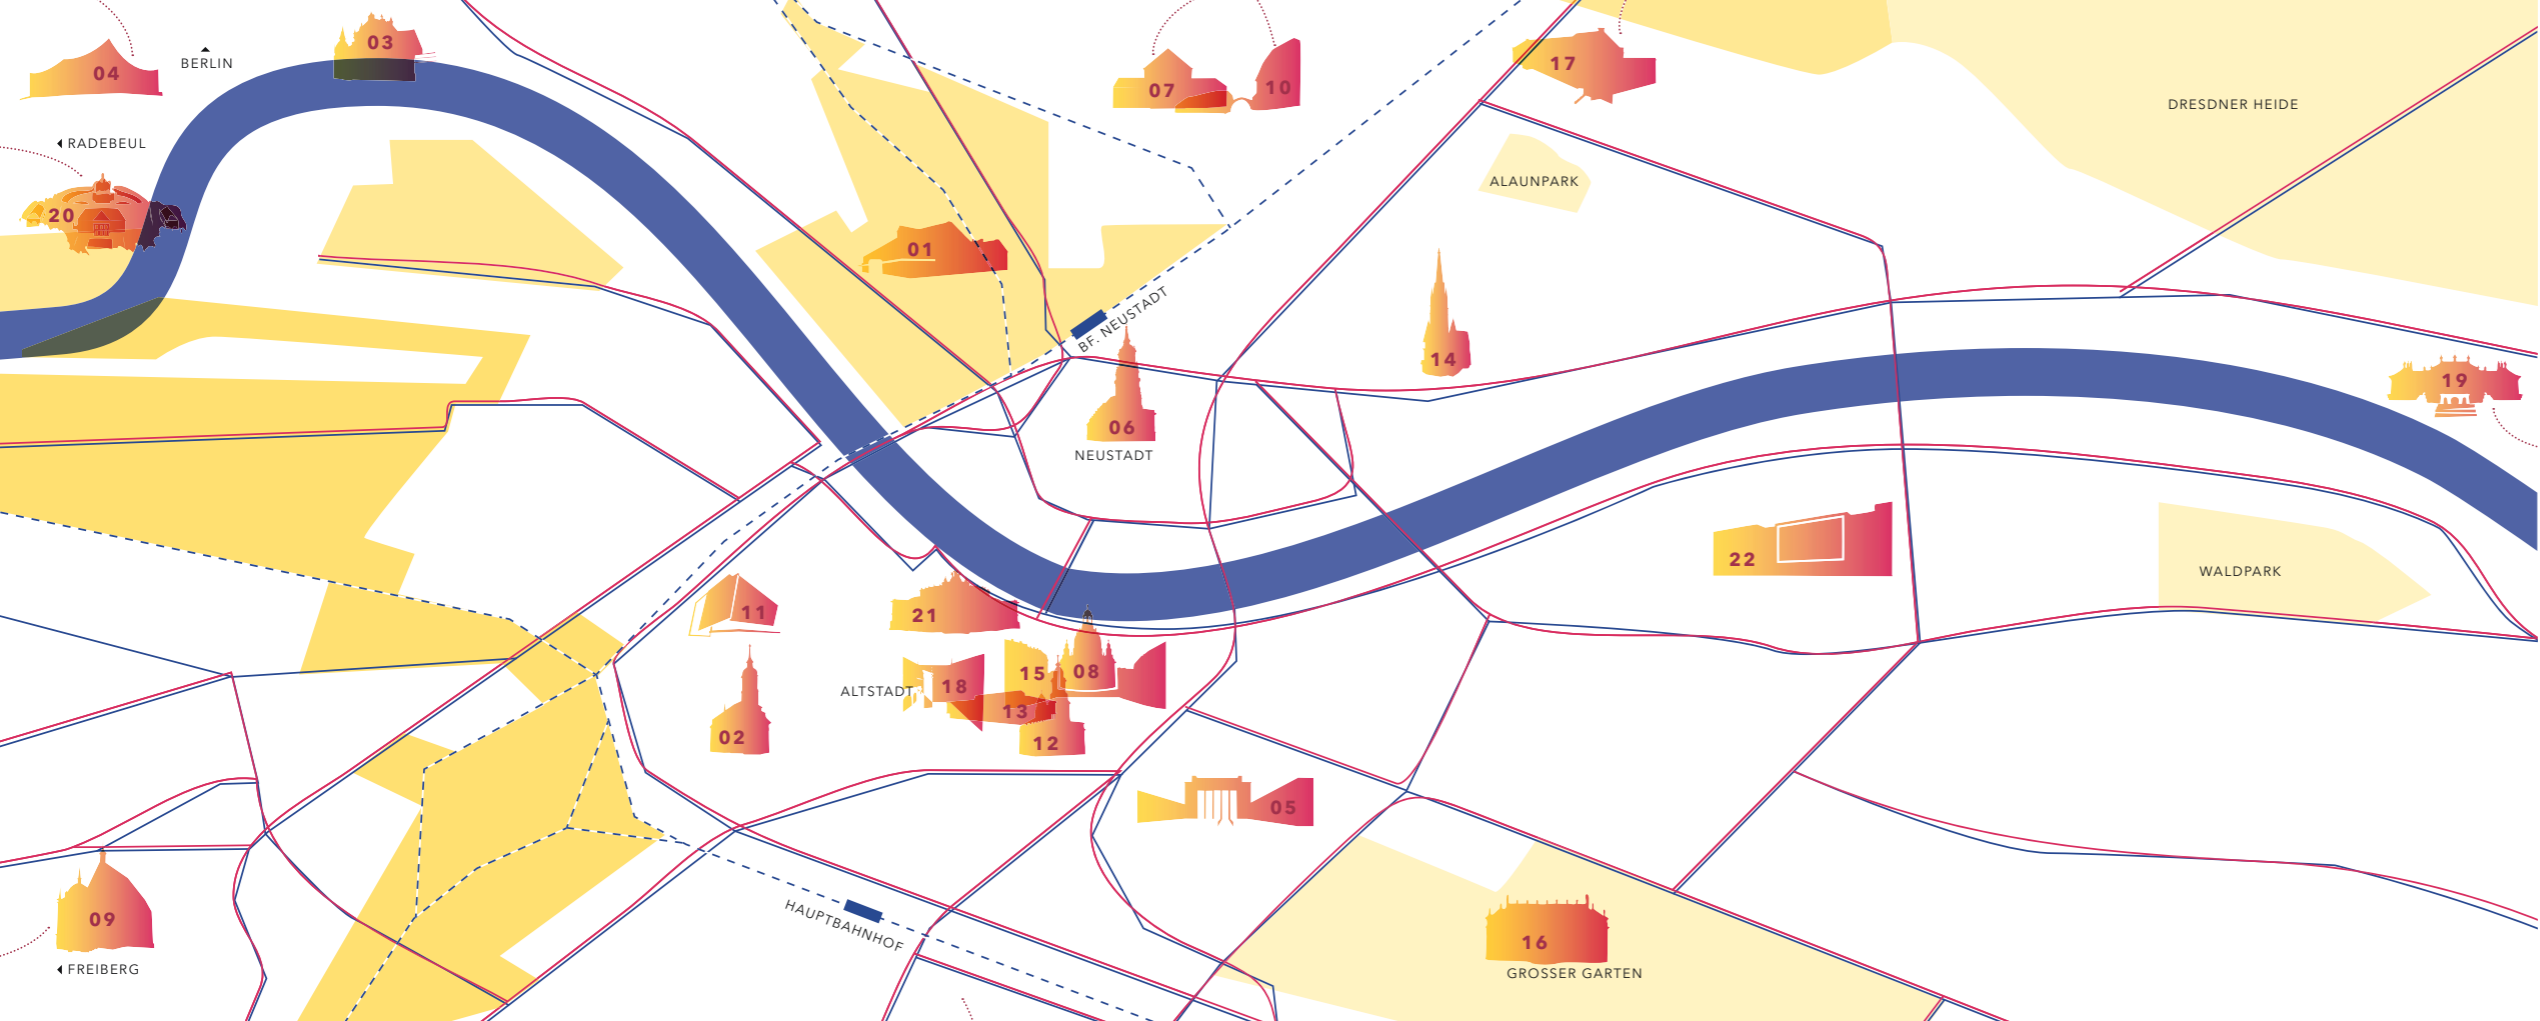 03
04
BERLIN
07
10
17
DRESDNER HEIDE
RADEBEUL
ALAUNPARK
20
01
BF. NEUSTADT
14
19
06
NEUSTADT
22
WALDPARK
11
21
15
08
ALTSTADT
18
13
02
12
05
09
16
HAUPTBAHNHOF
FREIBERG
GROSSER GARTEN